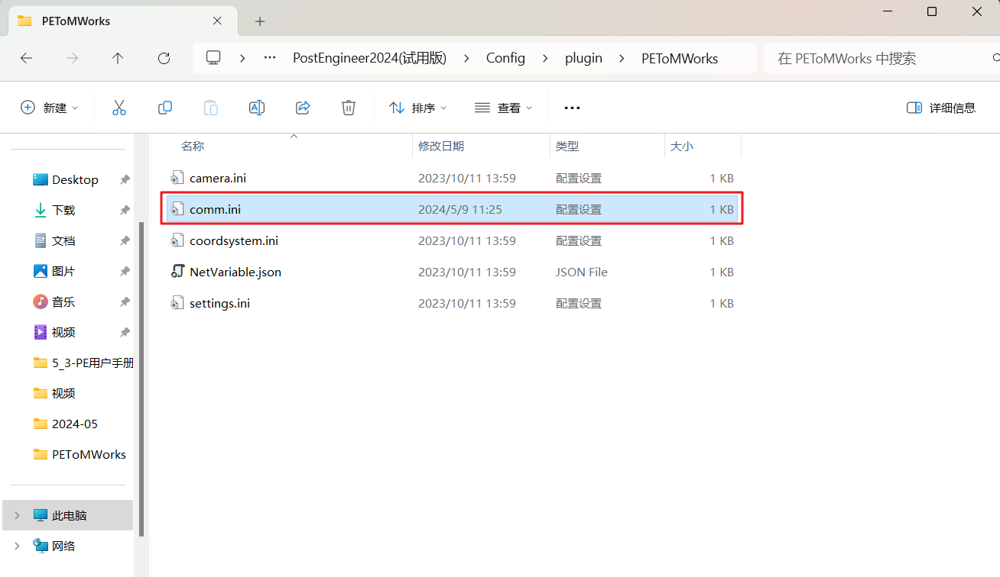 PEToMWorks
PostEngineer2024(试用版) Config plugin PEToMWorks 在 PEToMWorks 中搜索
新建 排序 查看 详细信息
名称 修改日期 类型 大小
camera.ini 2023/10/11 13:59 配置设置 1 KB
comm.ini 2024/5/9 11:25 配置设置 1 KB
coordsystem.ini 2023/10/11 13:59 配置设置 1 KB
NetVariable.json 2023/10/11 13:59 JSON File 1 KB
settings.ini 2023/10/11 13:59 配置设置 1 KB
Desktop
下载
文档
图片
音乐
视频
5_3-PE用户手册
视频
2024-05
PEToMWorks
此电脑
网络